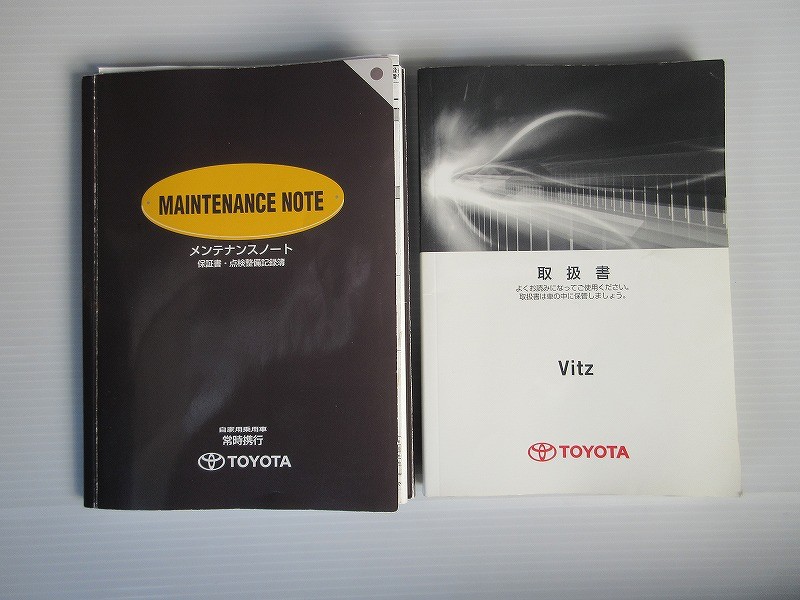 MAINTENANCE NOTE
メンテナンスノート
保証書・点検整備記録簿
自家用乗用車
常時携行
TOYOTA
取扱書
よくお読みになってご使用ください。
取扱書は車の中に保管しましょう。
Vitz
TOYOTA